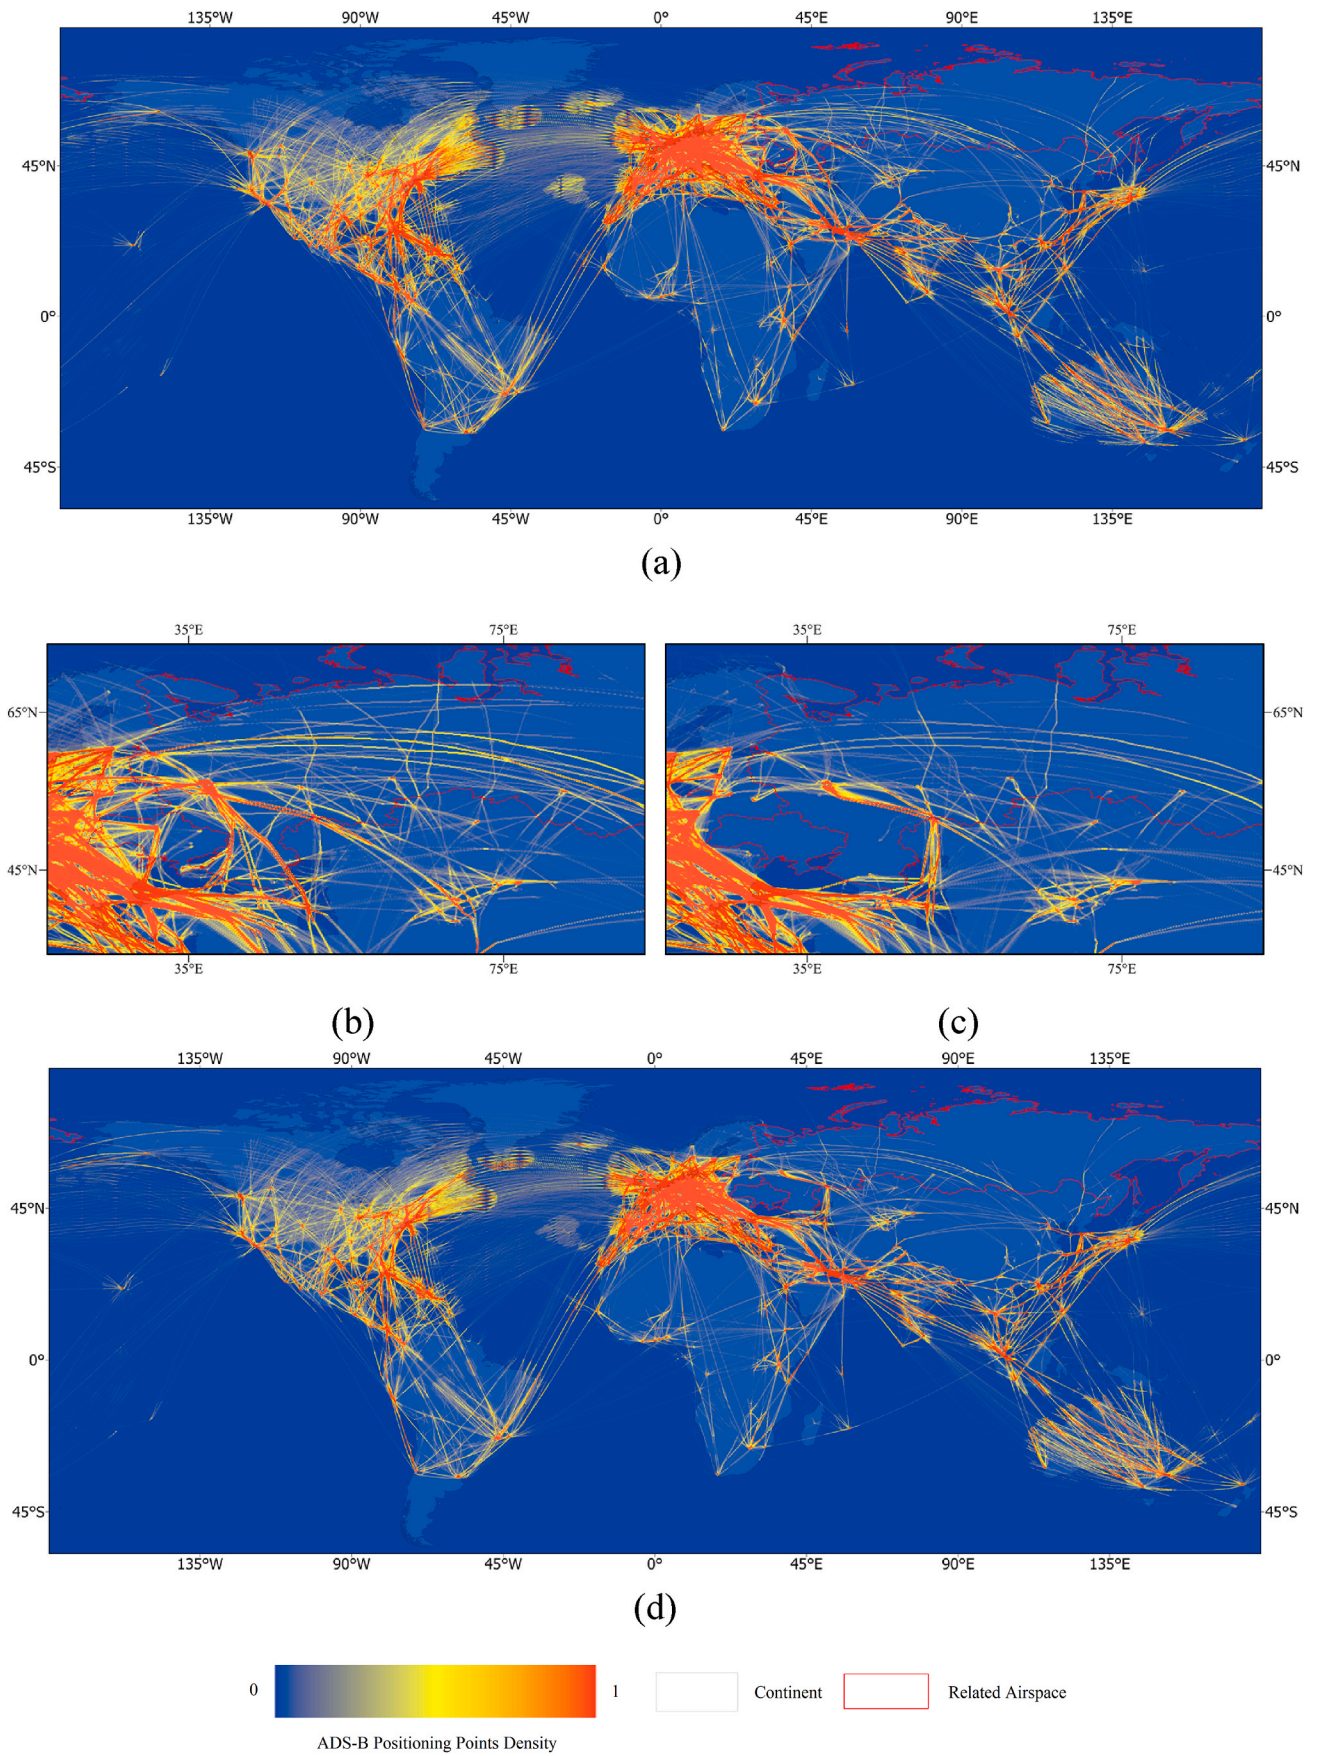 135°W 90°W 45°W 0° 45°E 90°E 135°E
45°N 45°N
0° 0°
45°S 45°S
135°W 90°W 45°W 0° 45°E 90°E 135°E
(a)
35°E 75°E 35°E 75°E
65°N 65°N
45°N 45°N
35°E 75°E 35°E 75°E
(b) (c)
135°W 90°W 45°W 0° 45°E 90°E 135°E
45°N 45°N
0° 0°
45°S 45°S
135°W 90°W 45°W 0° 45°E 90°E 135°E
(d)
0 1 Continent Related Airspace
ADS-B Positioning Points Density